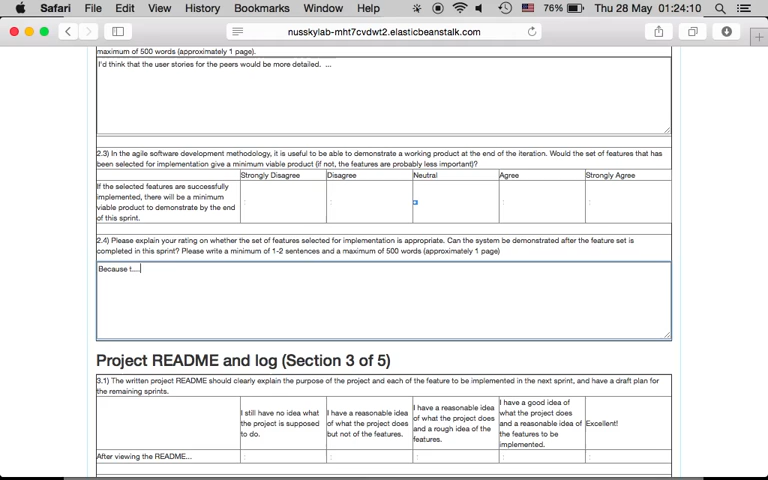 Safari File Edit View History Bookmarks Window Help 76% Thu 28 May 01:24:10
nusskylab-mht7cvdwt2.elasticbeanstalk.com
maximum of 500 words (approximately 1 page).
I'd think that the user stories for the peers would be more detailed. ...
2.3) In the agile software development methodology, it is useful to be able to demonstrate a working product at the end of the iteration. Would the set of features that has
been selected for implementation give a minimum viable product (if not, the features are probably less important)?
Strongly Disagree Disagree Neutral Agree Strongly Agree
If the selected features are successfully
implemented, there will be a minimum
viable product to demonstrate by the end
of this sprint.
2.4) Please explain your rating on whether the set of features selected for implementation is appropriate. Can the system be demonstrated after the feature set is
completed in this sprint? Please write a minimum of 1-2 sentences and a maximum of 500 words (approximately 1 page)
Because t....
Project README and log (Section 3 of 5)
3.1) The written project README should clearly explain the purpose of the project and each of the feature to be implemented in the next sprint, and have a draft plan for
the remaining sprints.
I still have no idea what
the project is supposed
to do.
I have a reasonable idea
of what the project does
but not of the features.
I have a reasonable idea
of what the project does
and a rough idea of the
features.
I have a good idea of
what the project does
and a reasonable idea of
the features to be
implemented.
Excellent!
After viewing the README...